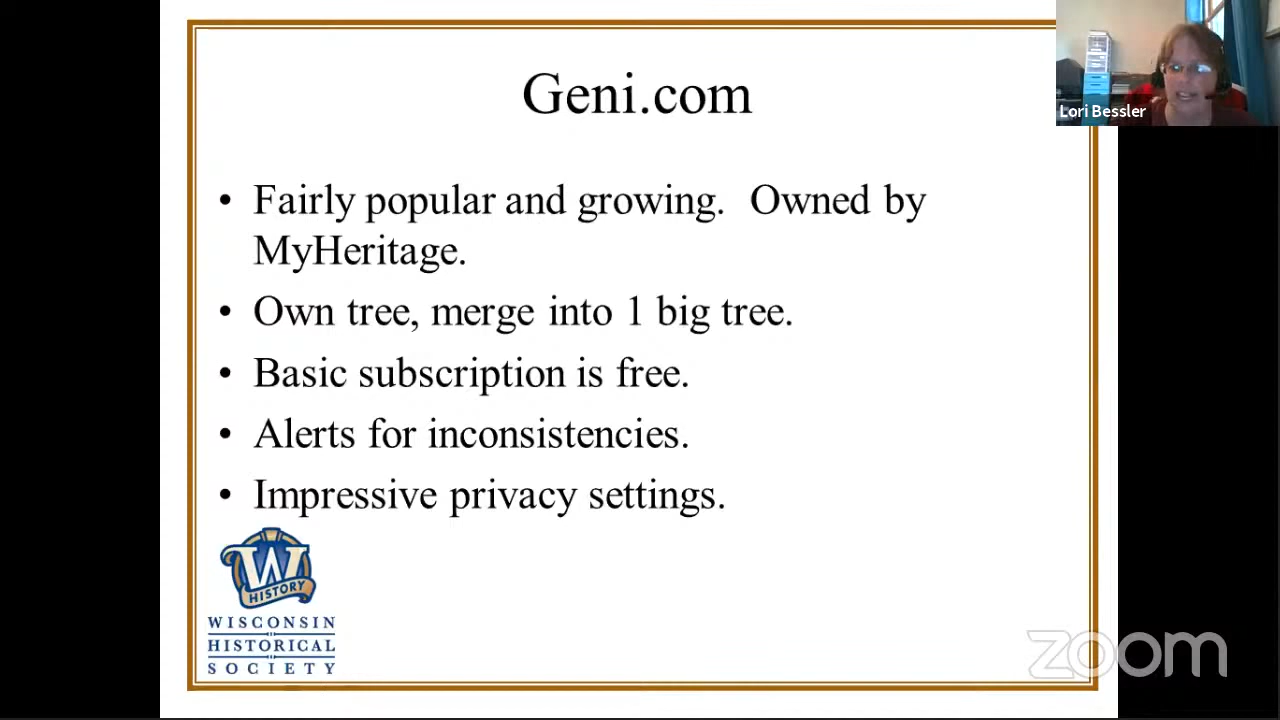 Geni.com
Lori Bessler
• Fairly popular and growing.  Owned by
MyHeritage.
• Own tree, merge into 1 big tree.
• Basic subscription is free.
• Alerts for inconsistencies.
• Impressive privacy settings.
W
HISTORY
WISCONSIN
HISTORICAL
SOCIETY
zoom